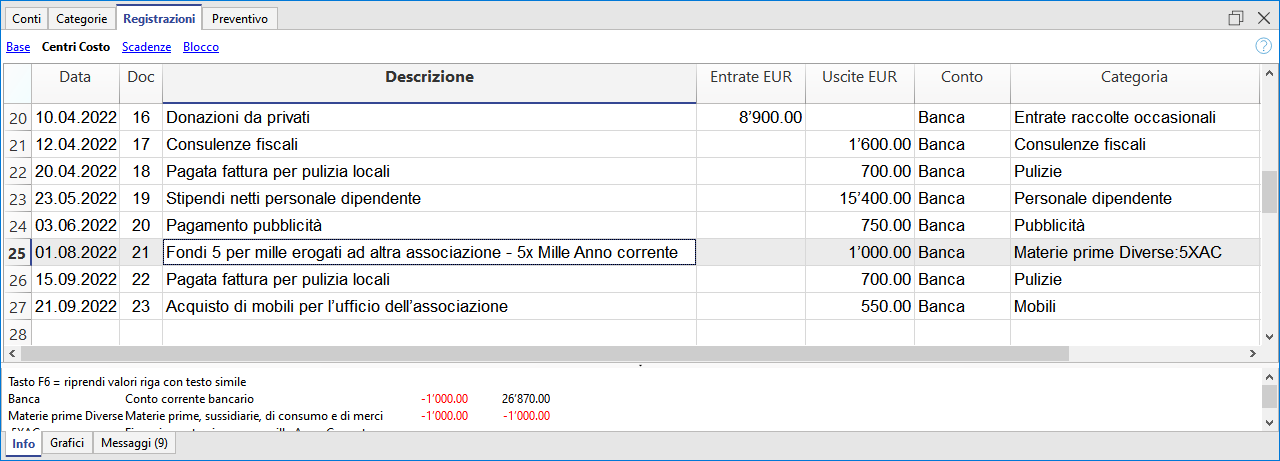 Conti Categorie Registrazioni Preventivo
Base Centri Costo Scadenze Blocco ?
Data Doc Descrizione Entrate EUR Uscite EUR Conto Categoria
20 10.04.2022 16 Donazioni da privati 8’900.00 Banca Entrate raccolte occasionali
21 12.04.2022 17 Consulenze fiscali 1’600.00 Banca Consulenze fiscali
22 20.04.2022 18 Pagata fattura per pulizia locali 700.00 Banca Pulizie
23 23.05.2022 19 Stipendi netti personale dipendente 15’400.00 Banca Personale dipendente
24 03.06.2022 20 Pagamento pubblicità 750.00 Banca Pubblicità
25 01.08.2022 21 Fondi 5 per mille erogati ad altra associazione - 5x Mille Anno corrente 1’000.00 Banca Materie prime Diverse:5XAC
26 15.09.2022 22 Pagata fattura per pulizia locali 700.00 Banca Pulizie
27 21.09.2022 23 Acquisto di mobili per l’ufficio dell’associazione 550.00 Banca Mobili
28
Tasto F6 = riprendi valori riga con testo simile
Banca Conto corrente bancario -1’000.00 26’870.00
Materie prime Diverse Materie prime, sussidiarie, di consumo e di merci -1’000.00 -1’000.00
Info Grafici Messaggi (9)